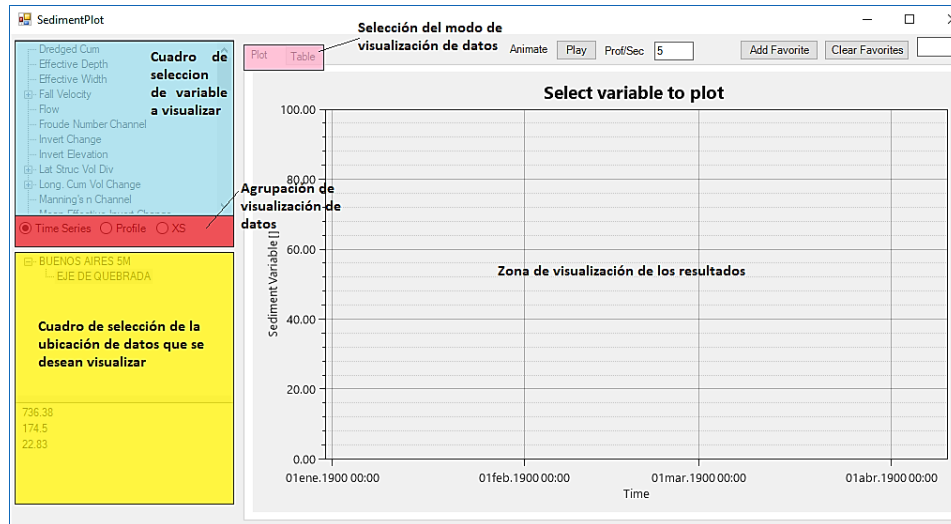 SedimentPlot
Dredged Cum
Effective Depth
Effective Width
Fall Velocity
Flow
Froude Number Channel
Invert Change
Invert Elevation
Lat Struc Vol Div
Long. Cum Vol Change
Manning's n Channel
Mean Effective Invert Change
Cuadro de
seleccion
de variable
a visualizar
Time Series
Profile
XS
Agrupación de
visualización de
datos
BUENOS AIRES 5M
EJE DE QUEBRADA
Cuadro de selección de la
ubicación de datos que se
desean visualizar
736.38
174.5
22.83
Plot
Table
Selección del modo de
visualización de datos
Animate
Play
Prof/Sec
5
Add Favorite
Clear Favorites
Select variable to plot
100.00
80.00
60.00
40.00
20.00
0.00
Sediment Variable []
Zona de visualización de los resultados
01ene.1900 00:00
01feb.1900 00:00
01mar.1900 00:00
01abr.1900 00:00
Time